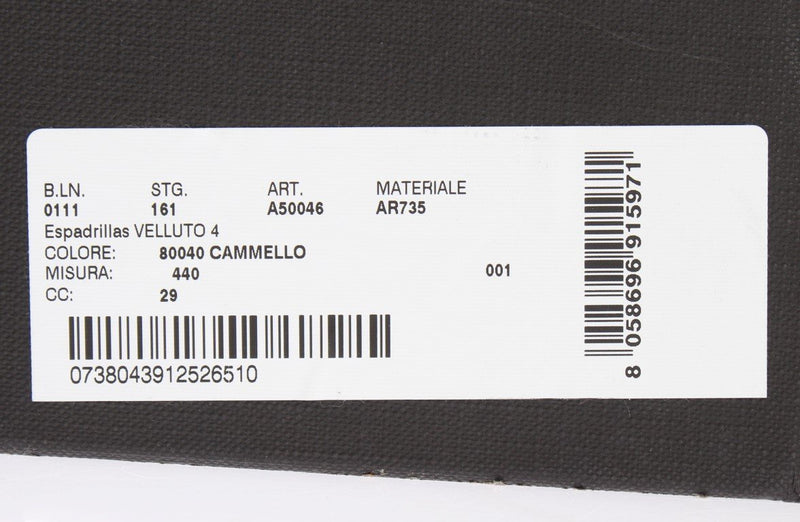 B.LN. STG. ART. MATERIALE
0111 161 A50046 AR735
Espadrillas VELLUTO 4
COLORE: 80040 CAMMELLO
MISURA: 440
001
CC: 29
0738043912526510
8 058696 915971